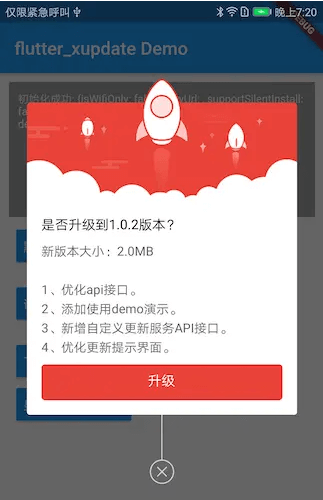 仅限紧急呼叫
晚上7:20
DEBUG
flutter_xupdate Demo
初始化成功: {isWifiOnly: fal
supportSilentInstall:
是否升级到1.0.2版本？
新版本大小：2.0MB
1、优化api接口。
2、添加使用demo演示。
3、新增自定义更新服务API接口。
4、优化更新提示界面。
升级